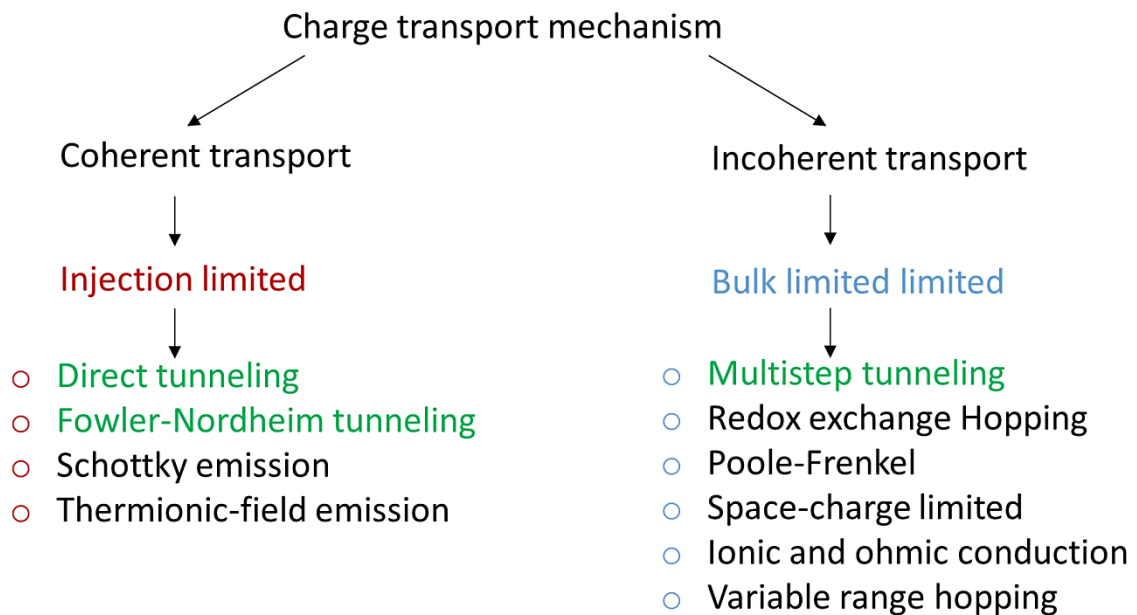 Charge transport mechanism
Coherent transport
Incoherent transport
Injection limited
Bulk limited limited
Direct tunneling
Fowler-Nordheim tunneling
Schottky emission
Thermionic-field emission
Multistep tunneling
Redox exchange Hopping
Poole-Frenkel
Space-charge limited
Ionic and ohmic conduction
Variable range hopping